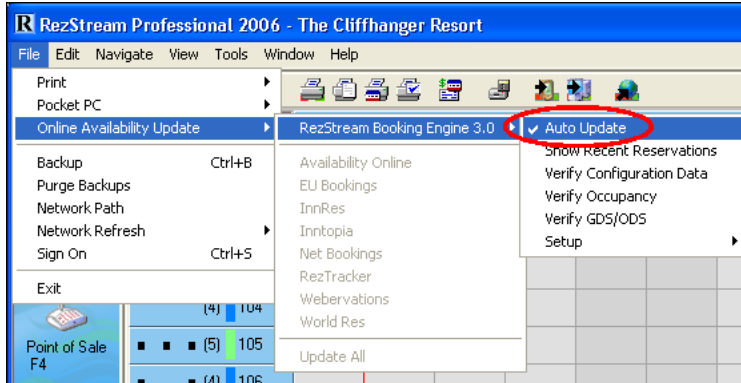 R RezStream Professional 2006 - The Cliffhanger Resort
File Edit Navigate View Tools Window Help
Print
Pocket PC
Online Availability Update
Backup Ctrl+B
Purge Backups
Network Path
Network Refresh
Sign On Ctrl+S
Exit
RezStream Booking Engine 3.0
Availability Online
EU Bookings
InnRes
Inntopia
Net Bookings
RezTracker
Webervations
World Res
Update All
Auto Update
Show Recent Reservations
Verify Configuration Data
Verify Occupancy
Verify GDS/ODS
Setup
(4) 104
Point of Sale
F4
(5) 105
(4) 106